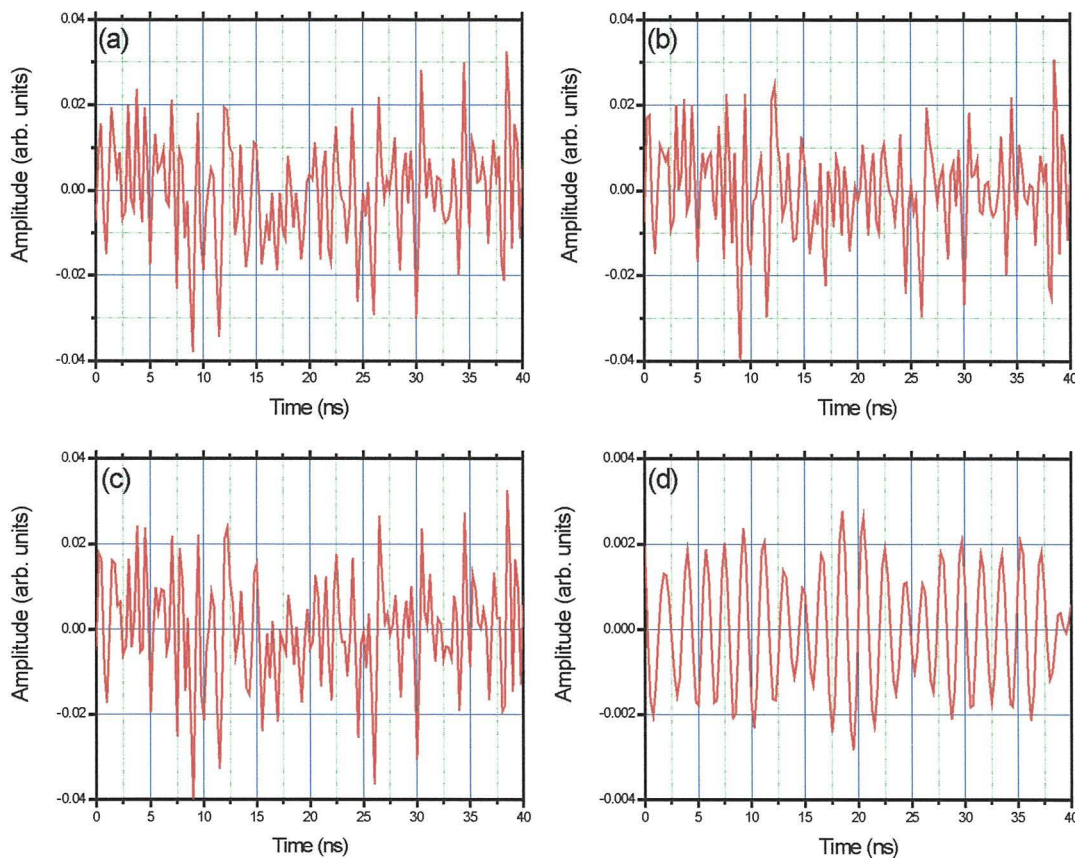 (a)
Amplitude (arb. units)
0.04
0.02
0.00
-0.02
-0.04
0 5 10 15 20 25 30 35 40
Time (ns)
(b)
Amplitude (arb. units)
0.04
0.02
0.00
-0.02
-0.04
0 5 10 15 20 25 30 35 40
Time (ns)
(c)
Amplitude (arb. units)
0.04
0.02
0.00
-0.02
-0.04
0 5 10 15 20 25 30 35 40
Time (ns)
(d)
Amplitude (arb. units)
0.004
0.002
0.000
-0.002
-0.004
0 5 10 15 20 25 30 35 40
Time (ns)